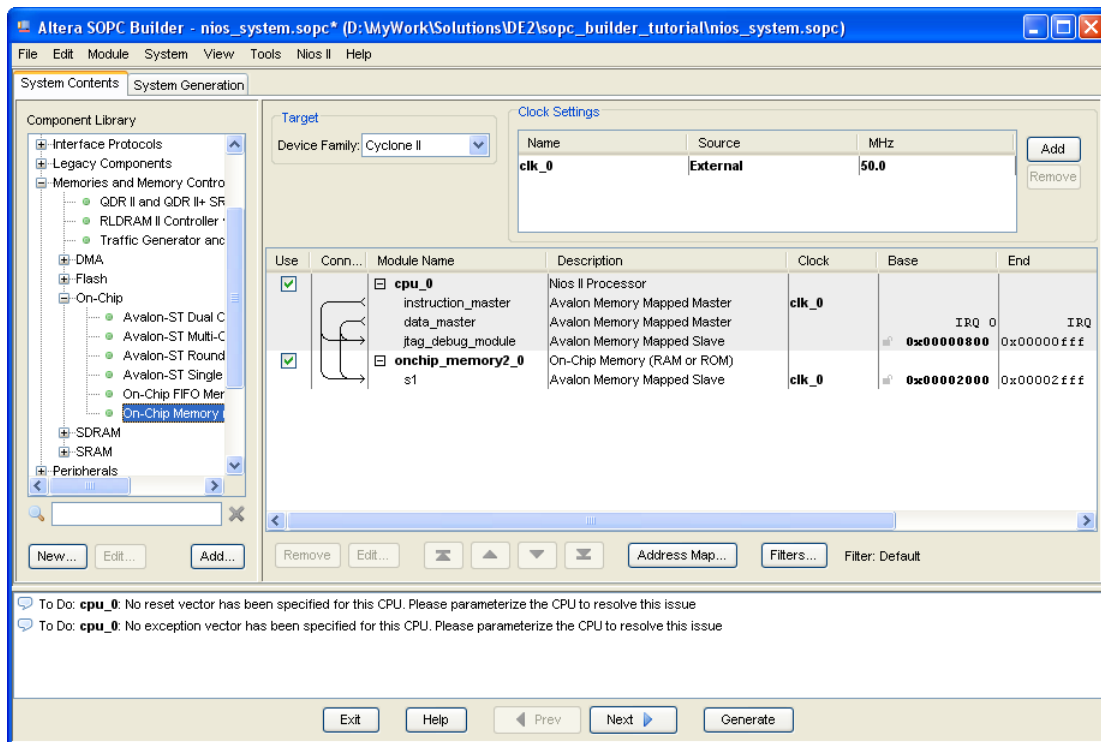 Altera SOPC Builder - nios_system.sopc* (D:\MyWork\Solutions\DE2\sopc_builder_tutorial\nios_system.sopc)
File Edit Module System View Tools Nios II Help
System Contents System Generation
Component Library
Interface Protocols
Legacy Components
Memories and Memory Contro
QDR II and QDR II+ SR
RLDRAM II Controller
Traffic Generator and
DMA
Flash
On-Chip
Avalon-ST Dual C
Avalon-ST Multi-C
Avalon-ST Round
Avalon-ST Single
On-Chip FIFO Mer
On-Chip Memory (
SDRAM
SRAM
Peripherals
New... Edit... Add...
Target
Device Family: Cyclone II
Clock Settings
Name Source MHz
clk_0 External 50.0
Add
Remove
Use Conn... Module Name Description Clock Base End
cpu_0 Nios II Processor
instruction_master Avalon Memory Mapped Master clk_0
data_master Avalon Memory Mapped Master IRQ 0 IRQ
jtag_debug_module Avalon Memory Mapped Slave 0x00000800 0x00000fff
onchip_memory2_0 On-Chip Memory (RAM or ROM)
s1 Avalon Memory Mapped Slave clk_0 0x00002000 0x00002fff
Remove Edit... Address Map... Filters... Filter: Default
To Do: cpu_0: No reset vector has been specified for this CPU. Please parameterize the CPU to resolve this issue
To Do: cpu_0: No exception vector has been specified for this CPU. Please parameterize the CPU to resolve this issue
Exit Help Prev Next Generate